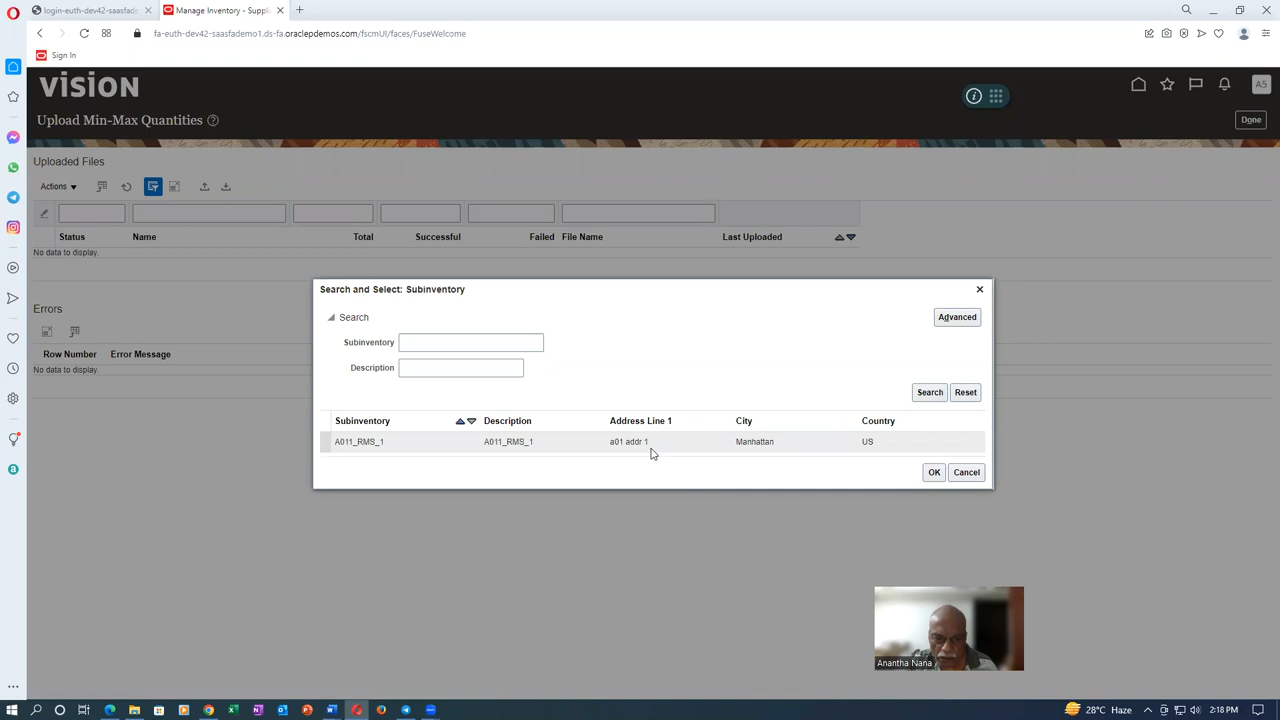 login-euth-dev42-saasfadem
Manage Inventory - Suppl
fa-euth-dev42-saasfademo1.ds-fa.oraclepdemos.com/fscmUI/faces/FuseWelcome
Sign In
vision
AS
Upload Min-Max Quantities
Done
Uploaded Files
Actions
Status Name Total Successful Failed File Name Last Uploaded
No data to display.
Search and Select: Subinventory
Search
Advanced
Errors
Subinventory
Row Number Error Message
Description
No data to display.
Search Reset
Subinventory Description Address Line 1 City Country
A011_RMS_1 A011_RMS_1 a01 addr 1 Manhattan US
OK Cancel
Anantha Nana
28°C Haze 2:18 PM